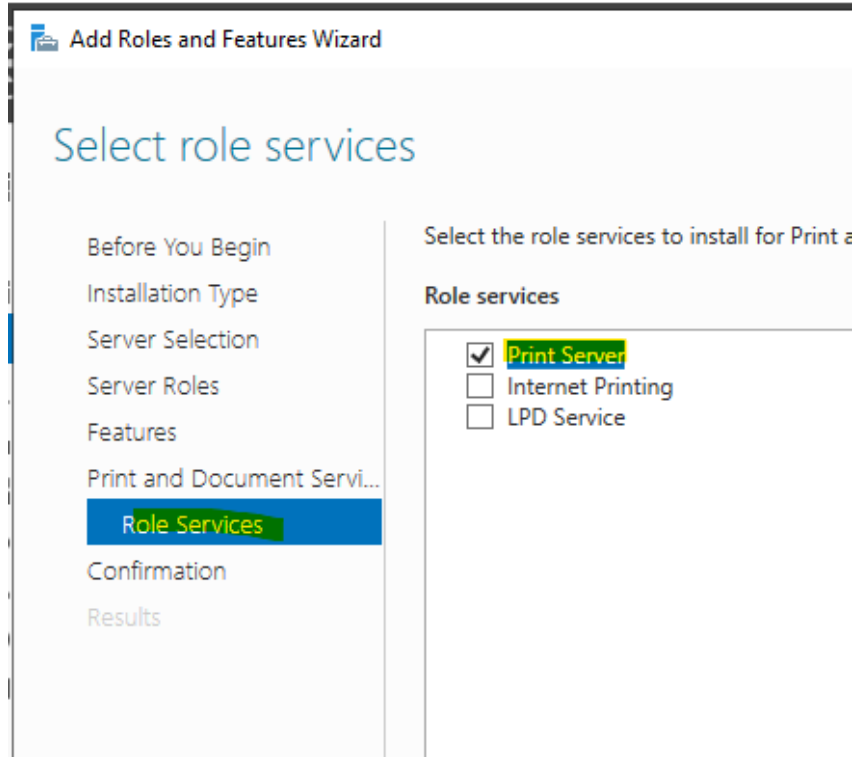 Add Roles and Features Wizard
Select role services
Before You Begin
Installation Type
Server Selection
Server Roles
Features
Print and Document Servi...
Role Services
Confirmation
Results
Select the role services to install for Print a
Role services
Print Server
Internet Printing
LPD Service